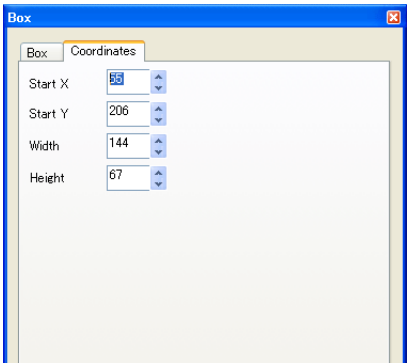 Box
Box Coordinates
Start X 55
Start Y 206
Width 144
Height 67